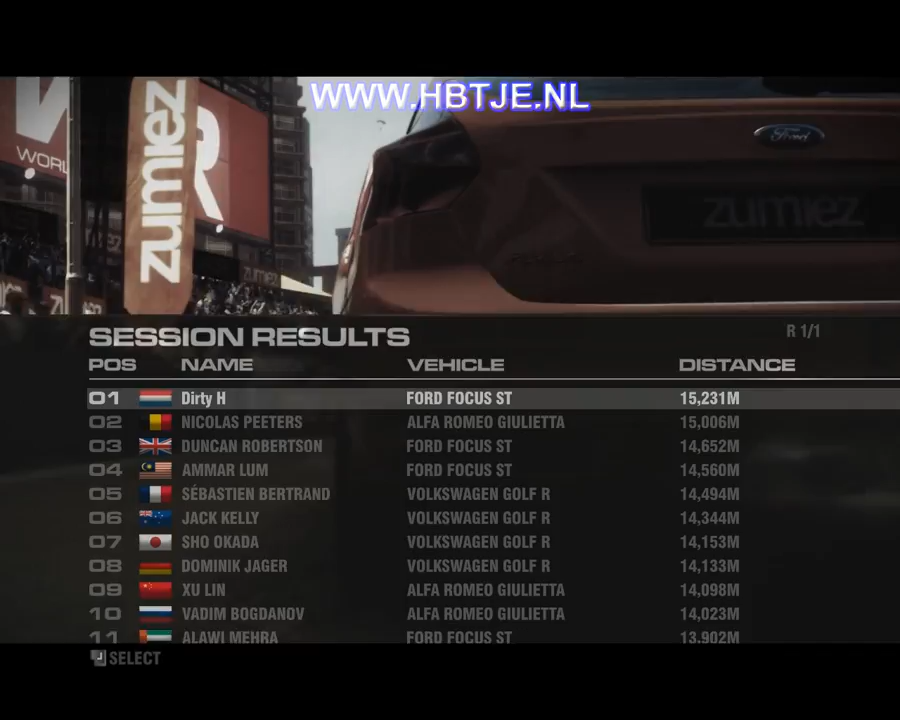 WWW.HBTJE.NL
WORL
R
zumiez
Ford
zumiez
zumiez
SESSION RESULTS
R 1/1
POS NAME VEHICLE DISTANCE
01 Dirty H FORD FOCUS ST 15,231M
02 NICOLAS PEETERS ALFA ROMEO GIULIETTA 15,006M
03 DUNCAN ROBERTSON FORD FOCUS ST 14,652M
04 AMMAR LUM FORD FOCUS ST 14,560M
05 SÉBASTIEN BERTRAND VOLKSWAGEN GOLF R 14,494M
06 JACK KELLY VOLKSWAGEN GOLF R 14,344M
07 SHO OKADA VOLKSWAGEN GOLF R 14,153M
08 DOMINIK JAGER VOLKSWAGEN GOLF R 14,133M
09 XU LIN ALFA ROMEO GIULIETTA 14,098M
10 VADIM BOGDANOV ALFA ROMEO GIULIETTA 14,023M
11 ALAWI MEHRA FORD FOCUS ST 13,902M
SELECT